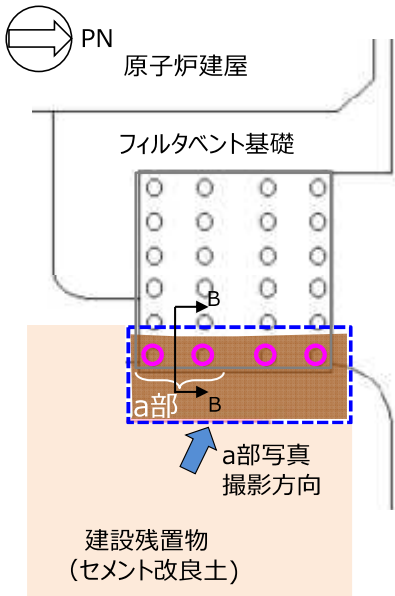 PN
原子炉建屋
フィルタベント基礎
B
B
a部
a部写真
撮影方向
建設残置物
（セメント改良土）